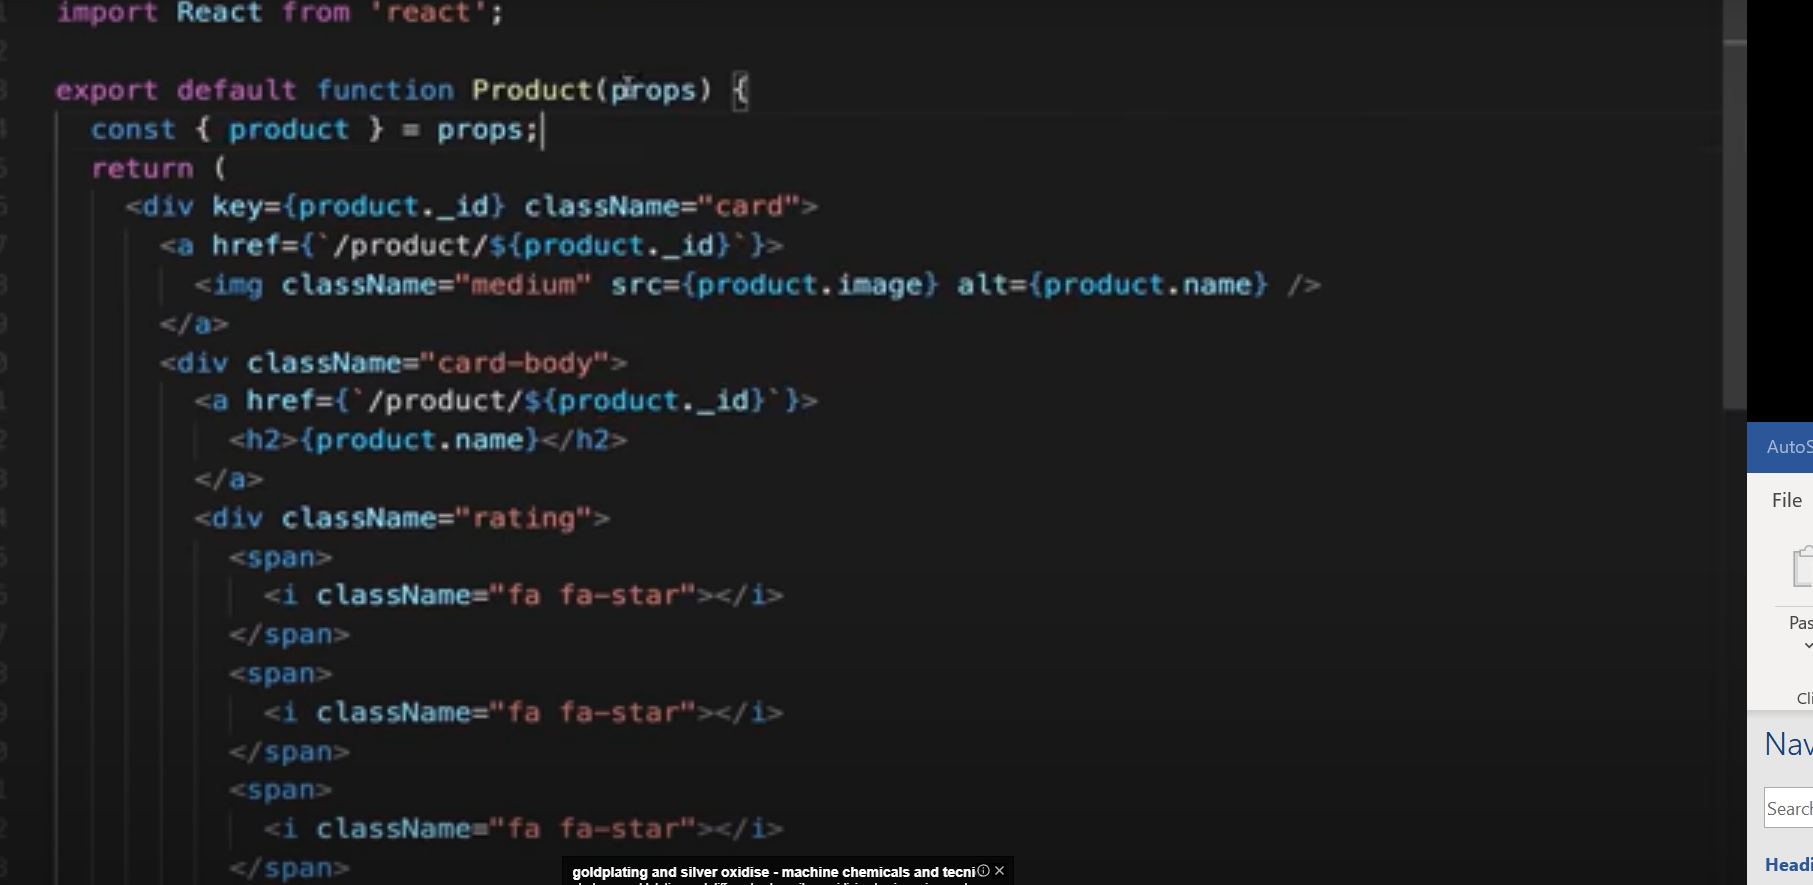 import React from 'react';
export default function Product(props) {
const { product } = props;
return (
<div key={product._id} className="card">
<a href={`/product/${product._id}`}>
<img className="medium" src={product.image} alt={product.name} />
</a>
<div className="card-body">
<a href={`/product/${product._id}`}>
<h2>{product.name}</h2>
</a>
<div className="rating">
<span>
<i className="fa fa-star"></i>
</span>
<span>
<i className="fa fa-star"></i>
</span>
<span>
<i className="fa fa-star"></i>
</span>
goldplating and silver oxidise - machine chemicals and tecni
AutoS
File
Pas
Cli
Nav
Search
Headi